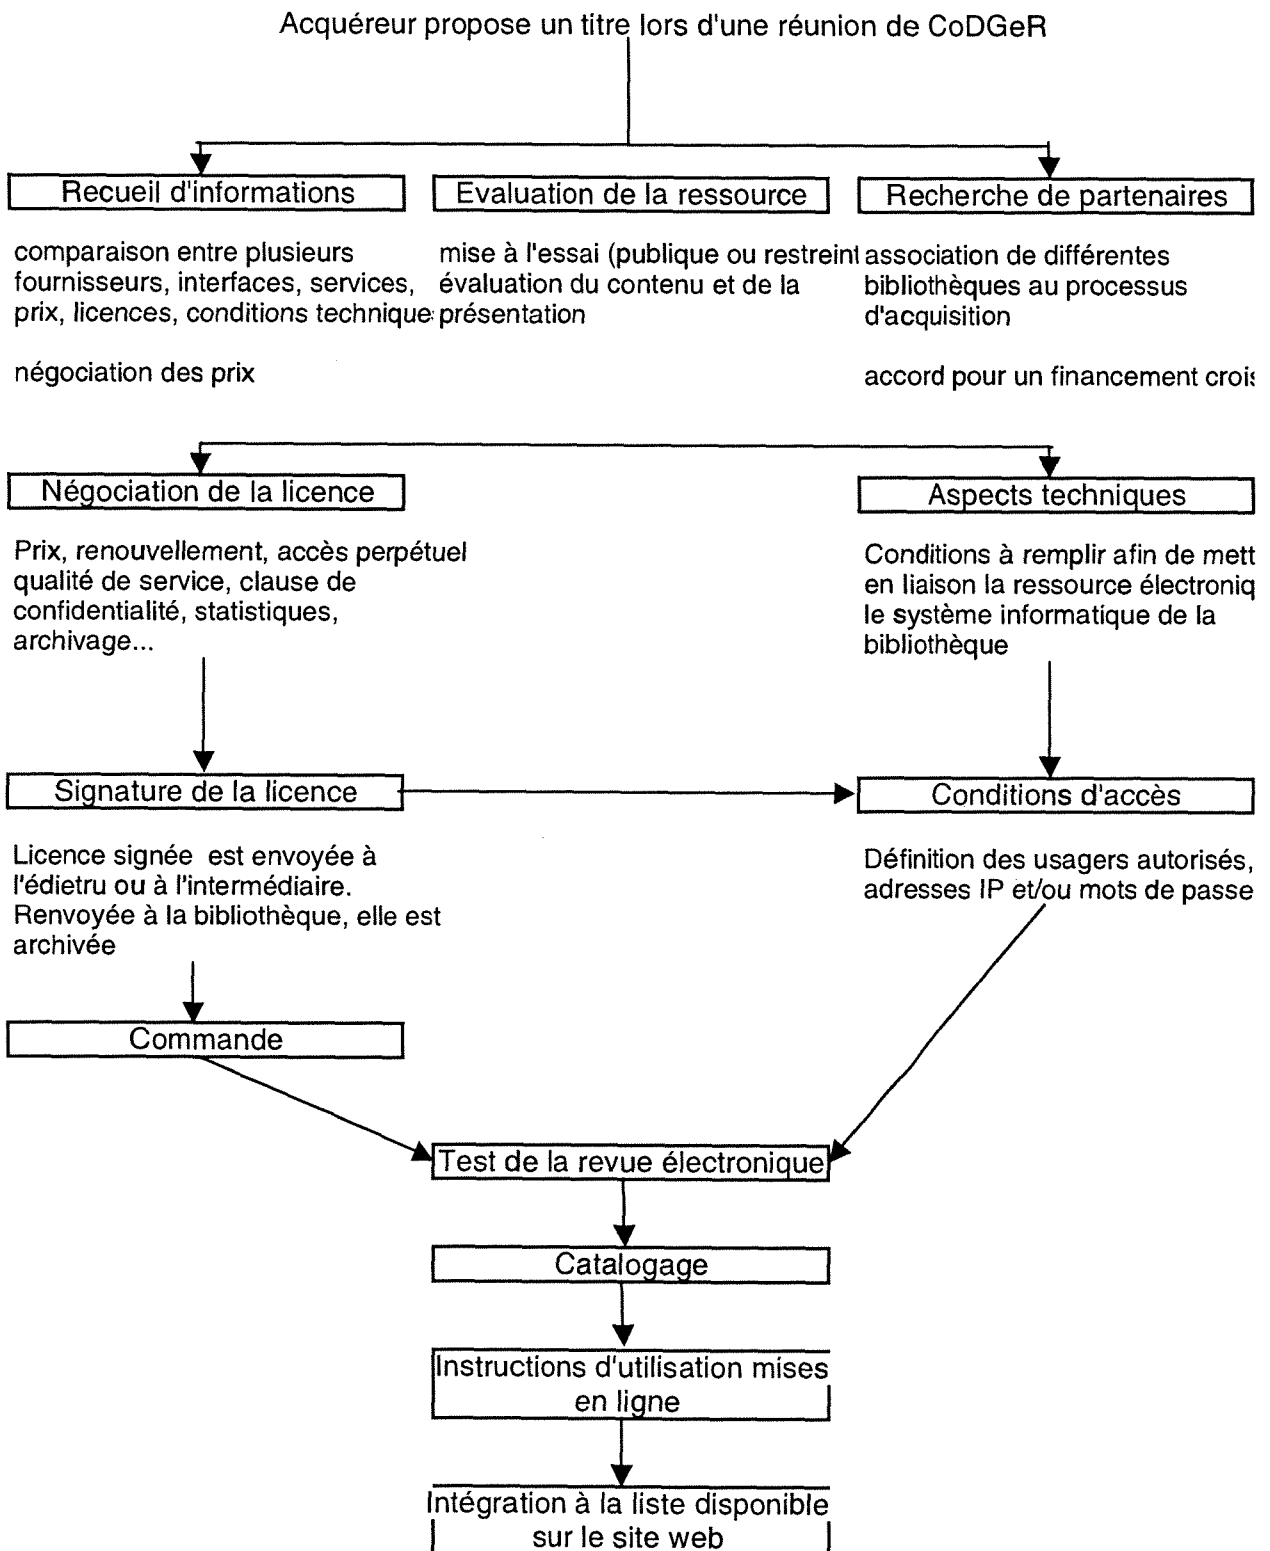 Acquéreur propose un titre lors d'une réunion de CoDGeR
Recueil d'informations
comparaison entre plusieurs
fournisseurs, interfaces, services,
prix, licences, conditions technique
négociation des prix
Evaluation de la ressource
mise à l'essai (publique ou restreint
évaluation du contenu et de la
présentation
Recherche de partenaires
association de différentes
bibliothèques au processus
d'acquisition
accord pour un financement crois
Négociation de la licence
Prix, renouvellement, accès perpétuel
qualité de service, clause de
confidentialité, statistiques,
archivage...
Aspects techniques
Conditions à remplir afin de mett
en liaison la ressource électroniq
le système informatique de la
bibliothèque
Signature de la licence
Licence signée est envoyée à
l'édietru ou à l'intermédiaire.
Renvoyée à la bibliothèque, elle est
archivée
Conditions d'accès
Définition des usagers autorisés,
adresses IP et/ou mots de passe
Commande
Test de la revue électronique
Catalogage
Instructions d'utilisation mises
en ligne
Intégration à la liste disponible
sur le site web